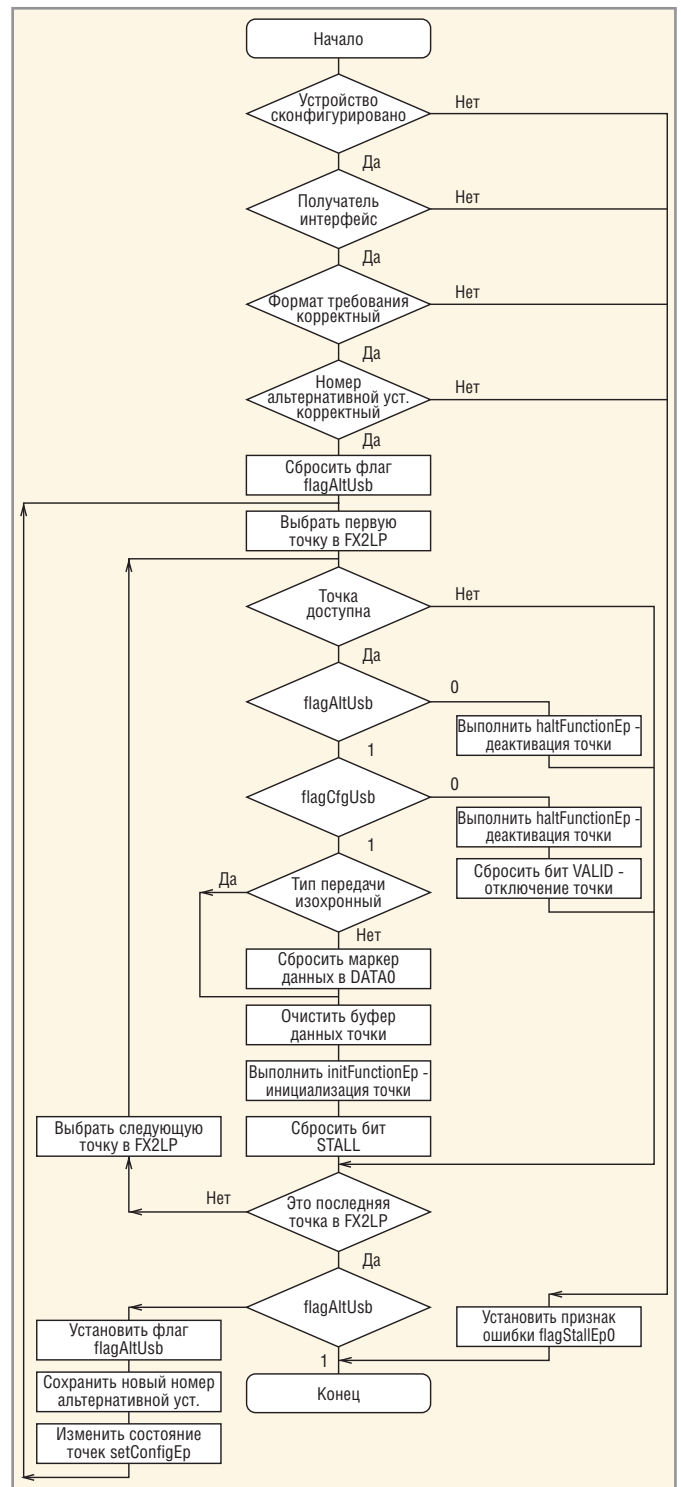 Начало
Устройство
сконфигурировано
Нет
Да
Получатель
интерфейс
Нет
Да
Формат требования
корректный
Нет
Да
Номер
альтернативной уст.
корректный
Нет
Да
Сбросить флаг
flagAltUsb
Выбрать первую
точку в FX2LP
Точка
доступна
Нет
Да
flagAltUsb
0
Выполнить haltFunctionEp -
деактивация точки
1
flagCfgUsb
0
Выполнить haltFunctionEp -
деактивация точки
1
Сбросить бит VALID -
отключение точки
Да
Тип передачи
изохронный
Нет
Сбросить маркер
данных в DATA0
Очистить буфер
данных точки
Выполнить initFunctionEp -
инициализация точки
Выбрать следующую
точку в FX2LP
Сбросить бит
STALL
Нет
Это последняя
точка в FX2LP
Да
flagAltUsb
Установить флаг
flagAltUsb
Установить признак
ошибки flagStallEp0
1
Сохранить новый номер
альтернативной уст.
Конец
Изменить состояние
точек setConfigEp